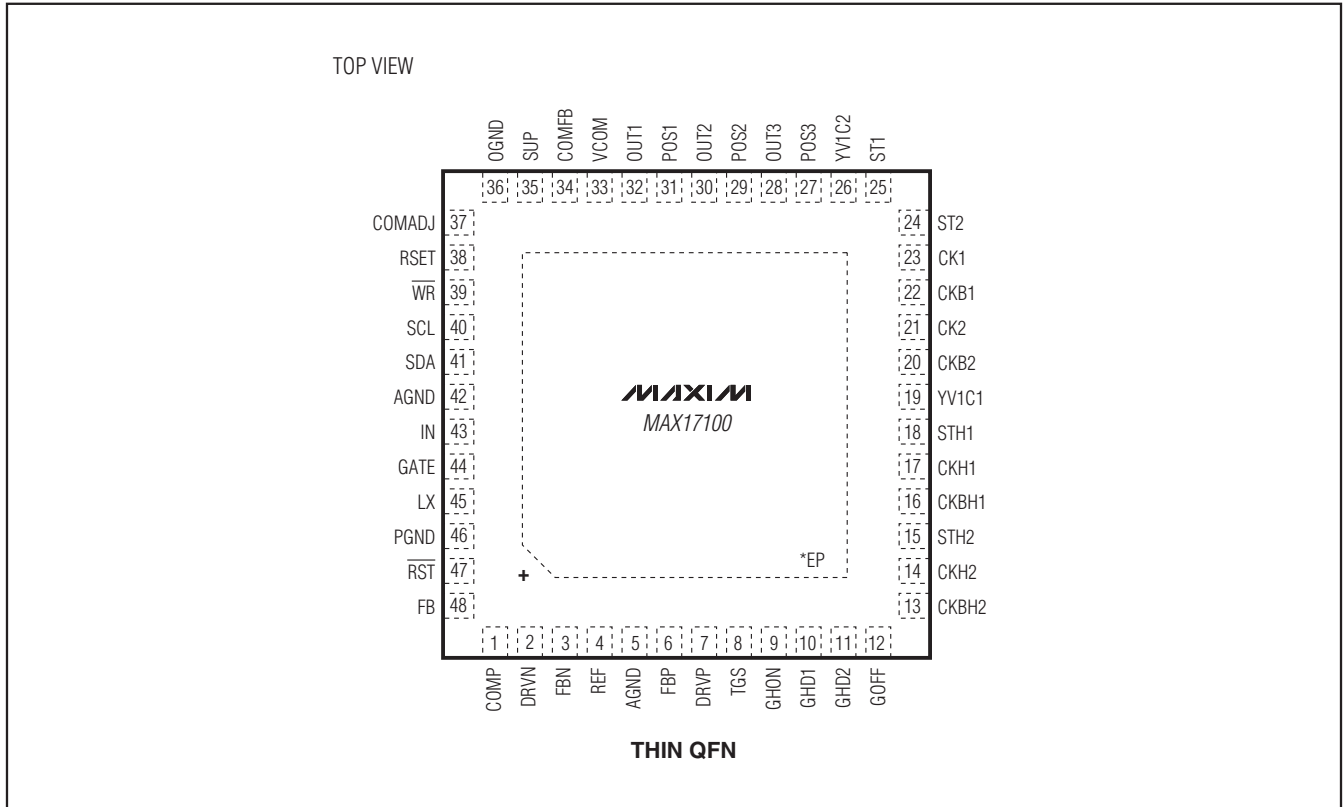 TOP VIEW
OGND SUP COMFB VCOM OUT1 POS1 OUT2 POS2 OUT3 POS3 YV1C2 ST1
36 35 34 33 32 31 30 29 28 27 26 25
COMADJ 37 24 ST2
RSET 38 23 CK1
W̅R̅ 39 22 CKB1
SCL 40 21 CK2
SDA 41 20 CKB2
AGND 42 19 YV1C1
IN 43 18 STH1
GATE 44 17 CKH1
LX 45 16 CKBH1
PGND 46 15 STH2
R̅S̅T̅ 47 14 CKH2
FB 48 13 CKBH2
MAXIM
MAX17100
*EP
+
1 2 3 4 5 6 7 8 9 10 11 12
COMP DRVN FBN REF AGND FBP DRVP TGS GHON GHD1 GHD2 GOFF
THIN QFN